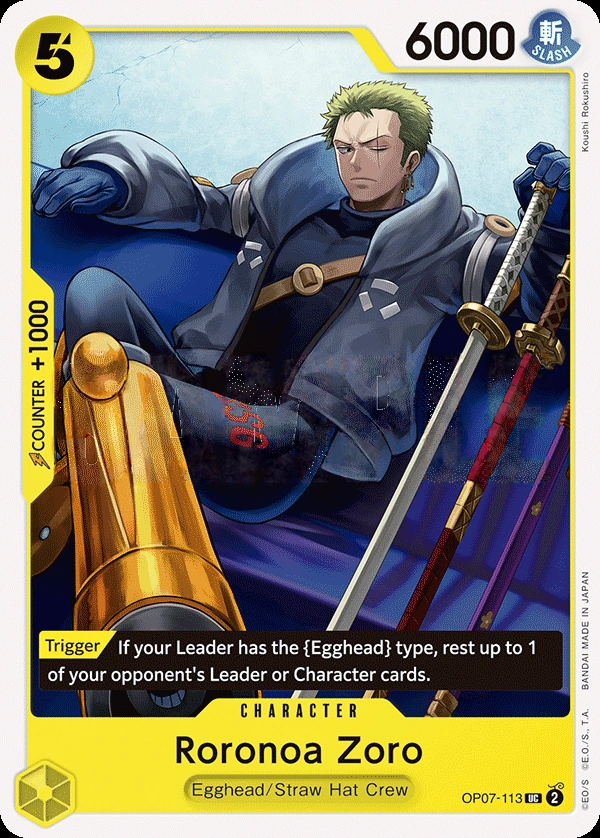 5
6000
斬
SLASH
Koushi Rokushiro
COUNTER +1000
956
Trigger If your Leader has the {Egghead} type, rest up to 1
of your opponent's Leader or Character cards.
CHARACTER
Roronoa Zoro
Egghead/Straw Hat Crew
OP07-113 UC 2
©EO/S ©E.O./S., T.A. BANDAI MADE IN JAPAN